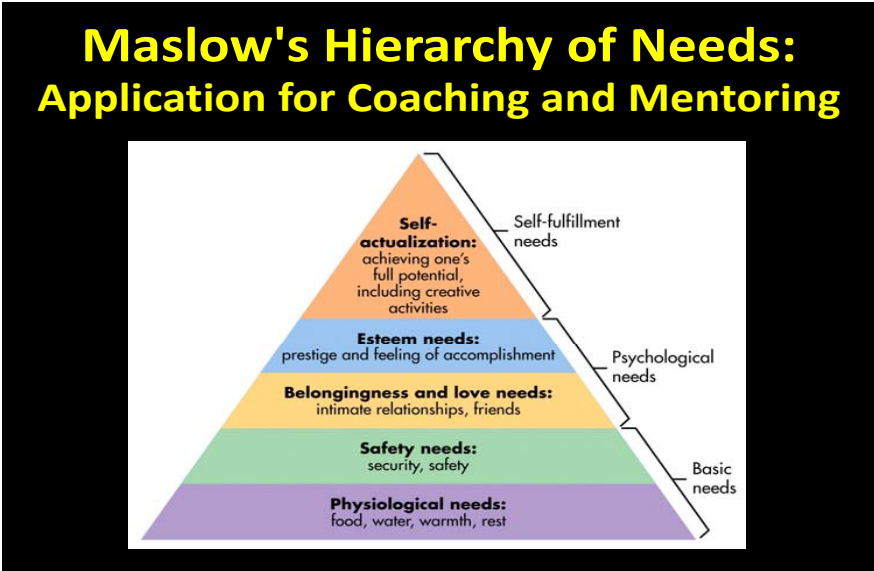 Maslow's Hierarchy of Needs:
Application for Coaching and Mentoring
Self-
actualization:
achieving one's
full potential,
including creative
activities
Self-fulfillment
needs
Esteem needs:
prestige and feeling of accomplishment
Psychological
needs
Belongingness and love needs:
intimate relationships, friends
Safety needs:
security, safety
Basic
needs
Physiological needs:
food, water, warmth, rest